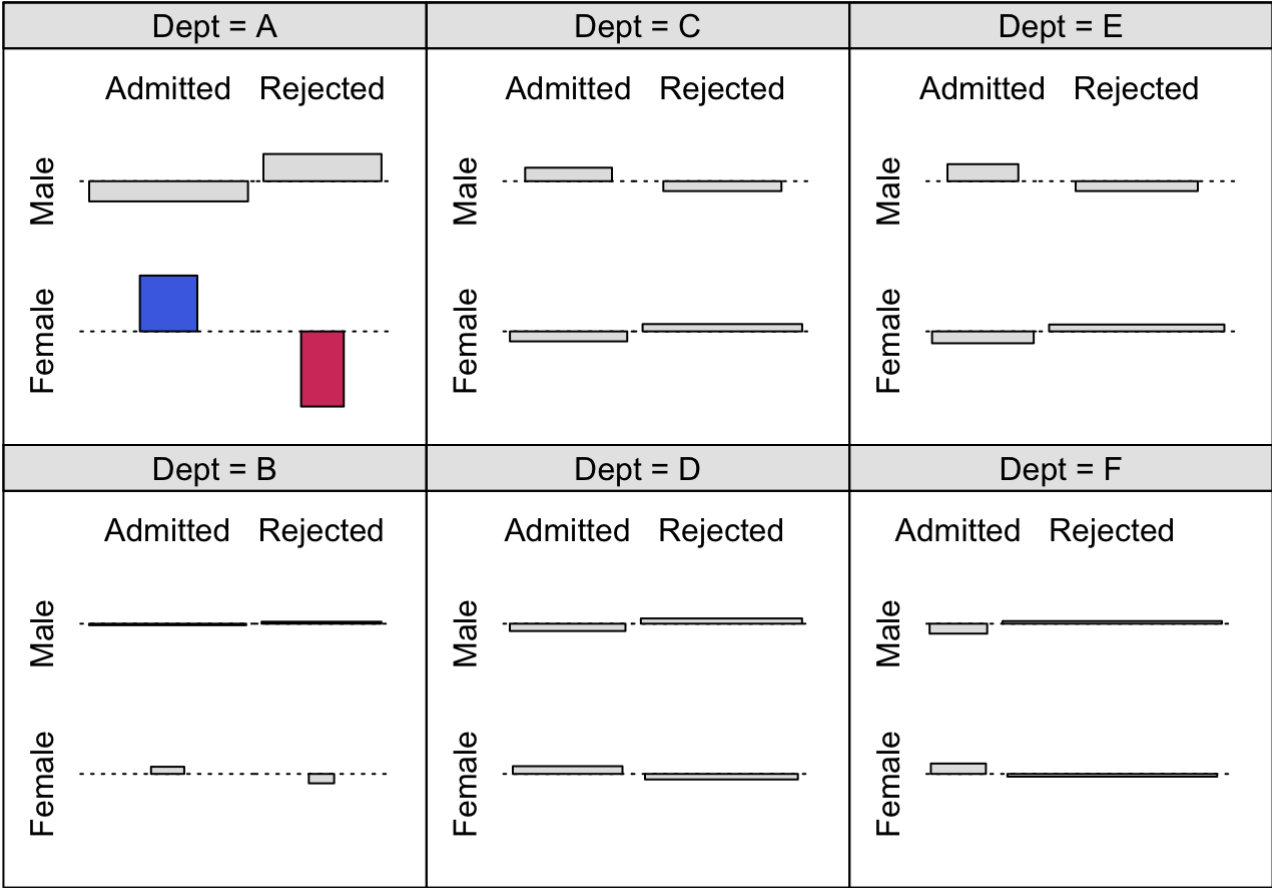 Dept = A
Admitted Rejected
Male
Female
Dept = C
Admitted Rejected
Male
Female
Dept = E
Admitted Rejected
Male
Female
Dept = B
Admitted Rejected
Male
Female
Dept = D
Admitted Rejected
Male
Female
Dept = F
Admitted Rejected
Male
Female